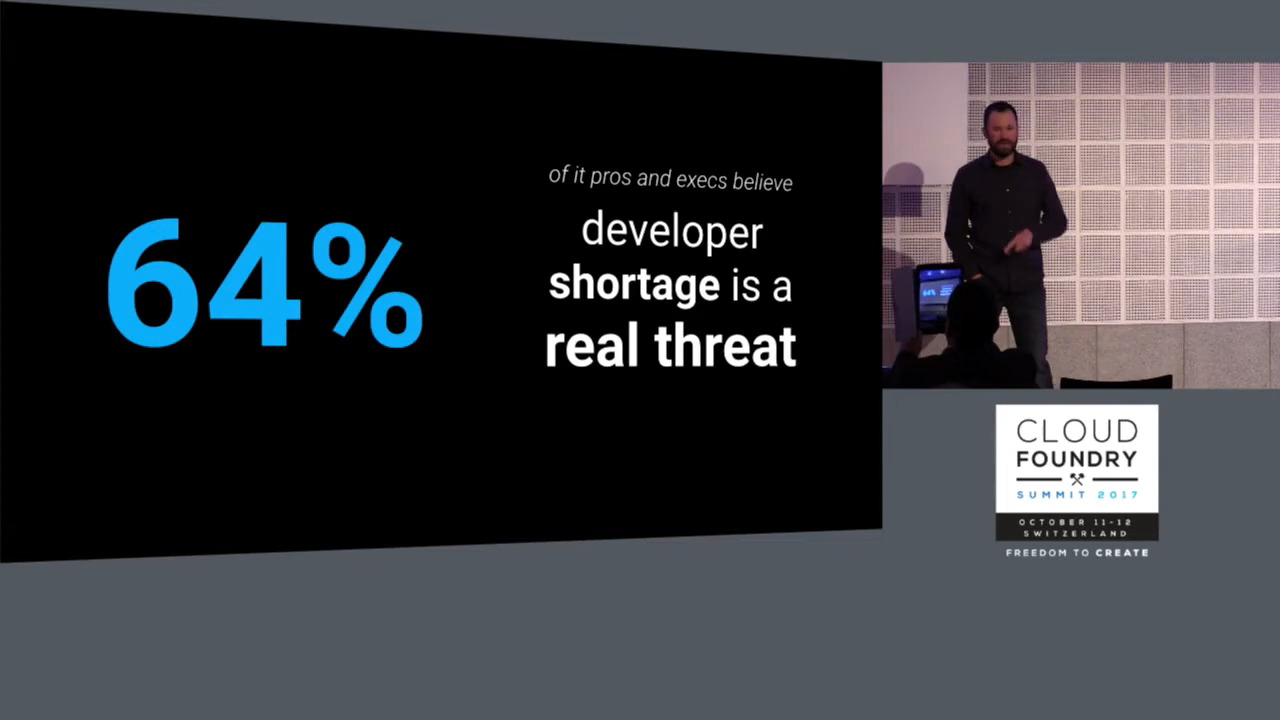 64%
of it pros and execs believe
developer
shortage is a
real threat
CLOUD
FOUNDRY
SUMMIT 2017
OCTOBER 11-12
SWITZERLAND
FREEDOM TO CREATE